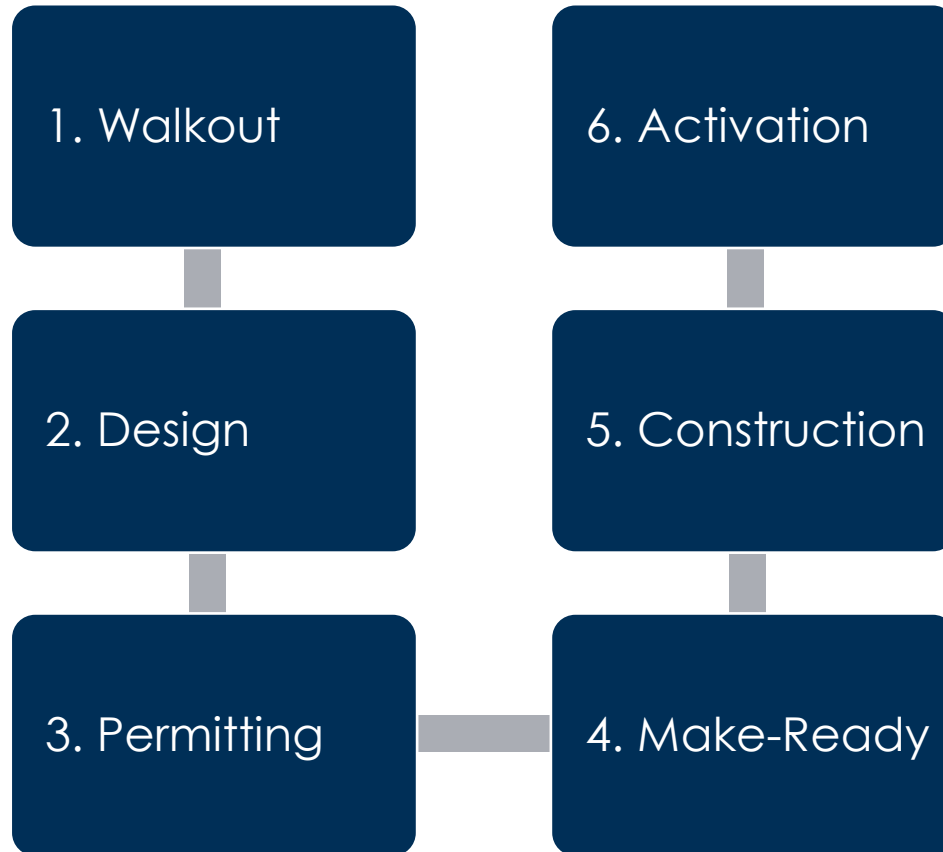 1. Walkout
2. Design
3. Permitting
4. Make-Ready
5. Construction
6. Activation